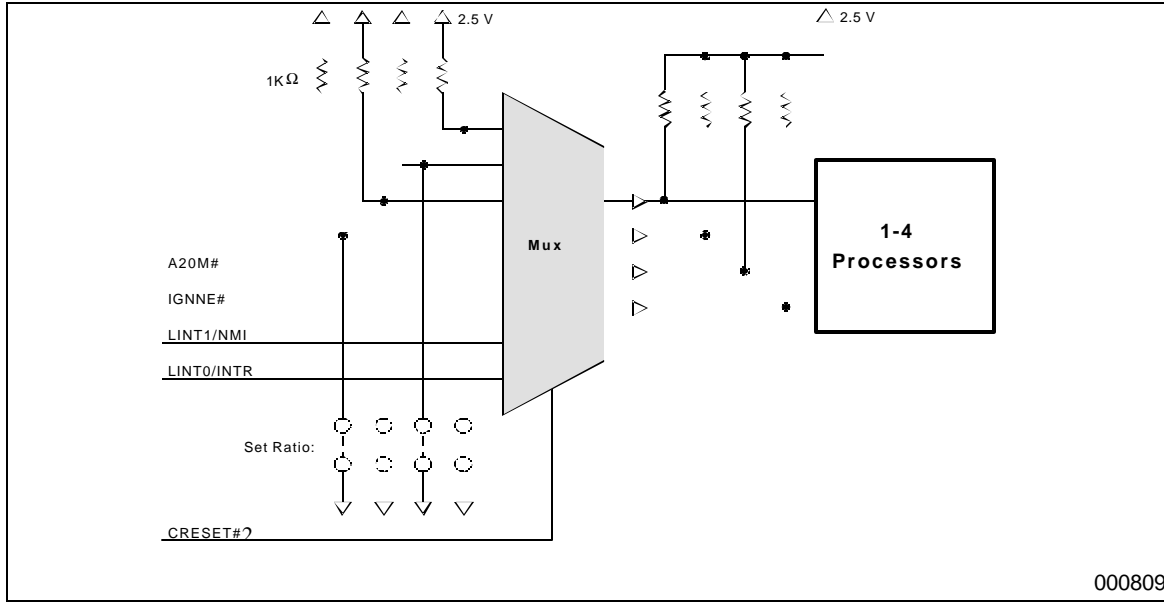 2.5 V
2.5 V
1KΩ
Mux
1-4
Processors
A20M#
IGNNE#
LINT1/NMI
LINT0/INTR
Set Ratio:
CRESET#
000809